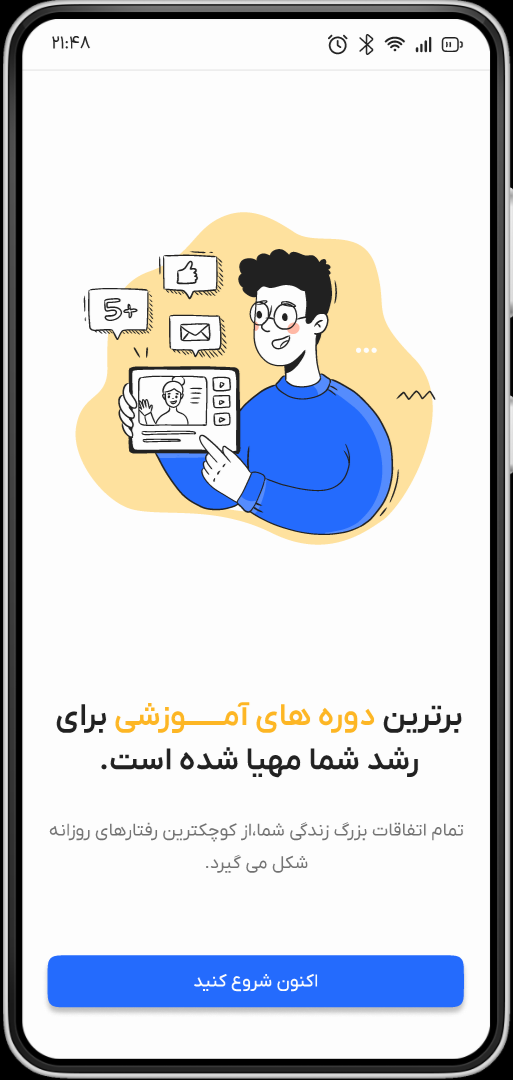 ۲۱:۴۸
5+
برترین دوره های آمـــوزشی برای
رشد شما مهیا شده است.
تمام اتفاقات بزرگ زندگی شما،از کوچکترین رفتارهای روزانه
شکل می گیرد.
اکنون شروع کنید